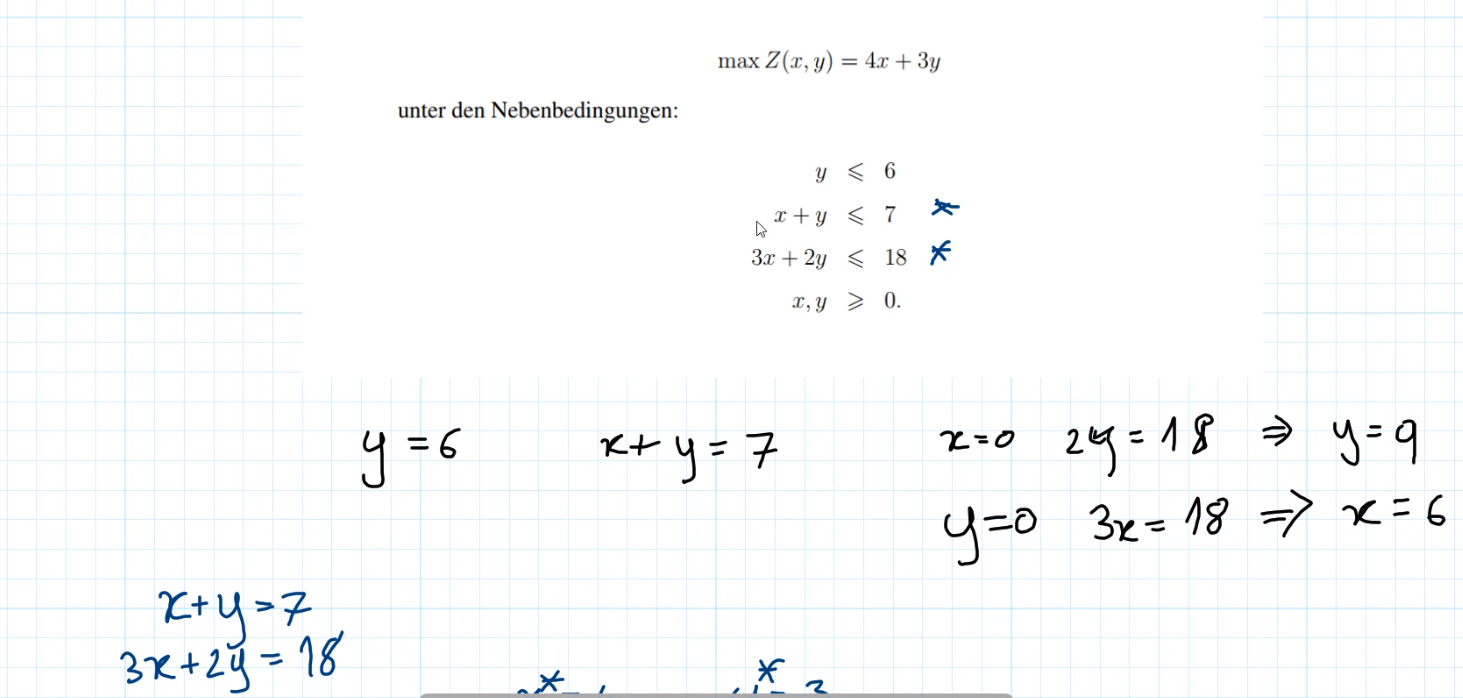 max Z(x, y) = 4x + 3y
unter den Nebenbedingungen:
y ⩽ 6
x + y ⩽ 7 *
3x + 2y ⩽ 18 *
x, y ⩾ 0.
y = 6 x + y = 7 x = 0 2y = 18 ⇒ y = 9
y = 0 3x = 18 ⇒ x = 6
x + y = 7
3x + 2y = 18